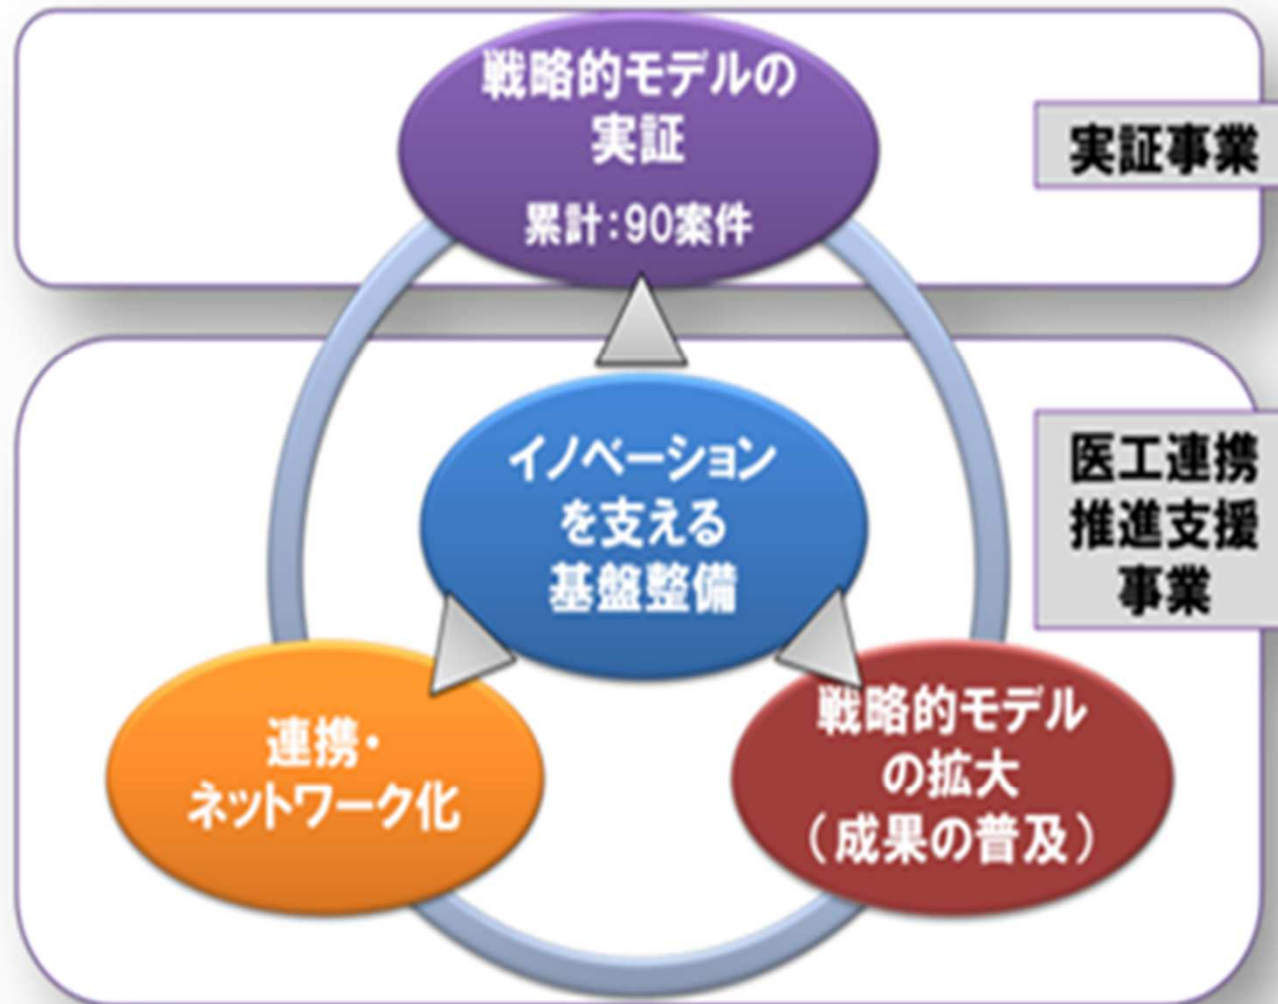 戦略的モデルの
実証
累計：90案件
実証事業
イノベーション
を支える
基盤整備
医工連携
推進支援
事業
連携・
ネットワーク化
戦略的モデル
の拡大
（成果の普及）